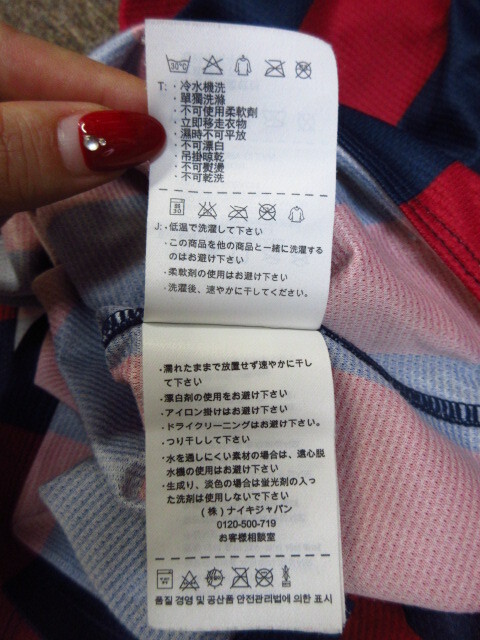 30°C
T: ・冷水機洗
・單獨洗滌
・不可使用柔軟劑
・立即移走衣物
・濕時不可平放
・不可漂白
・吊掛晾乾
・不可熨燙
・不可乾洗
30
J:・低温で洗濯して下さい
・この商品を他の商品と一緒に洗濯する
のはお避け下さい
・柔軟剤の使用はお避け下さい
・洗濯後、速やかに干してください。
・濡れたままで放置せず速やかに干し
て下さい
・漂白剤の使用をお避け下さい
・アイロン掛けはお避け下さい
・ドライクリーニングはお避け下さい。
・つり干しして下さい
・水を通しにくい素材の場合は、遠心脱
水機の使用はお避け下さい
・生成り、淡色の場合は蛍光剤の入っ
た洗剤は使用しないで下さい
(株)ナイキジャパン
0120-500-719
お客様相談室
품질 경영 및 공산품 안전관리법에 의한 표시